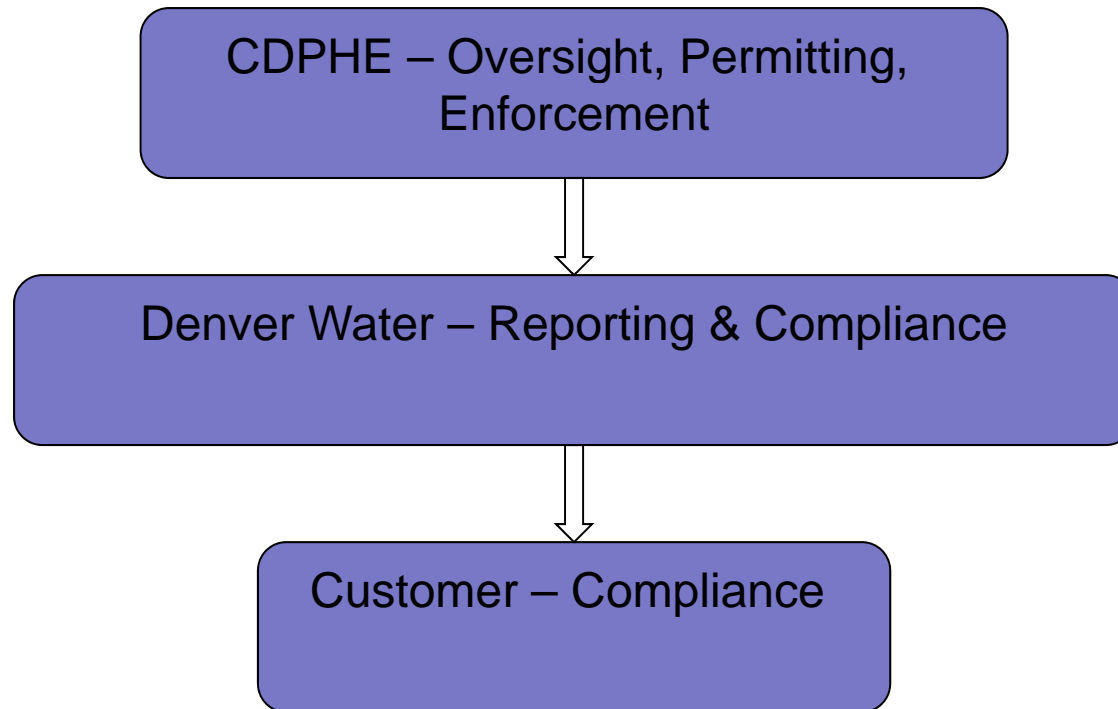 CDPHE – Oversight, Permitting,
Enforcement
Denver Water – Reporting & Compliance
Customer – Compliance